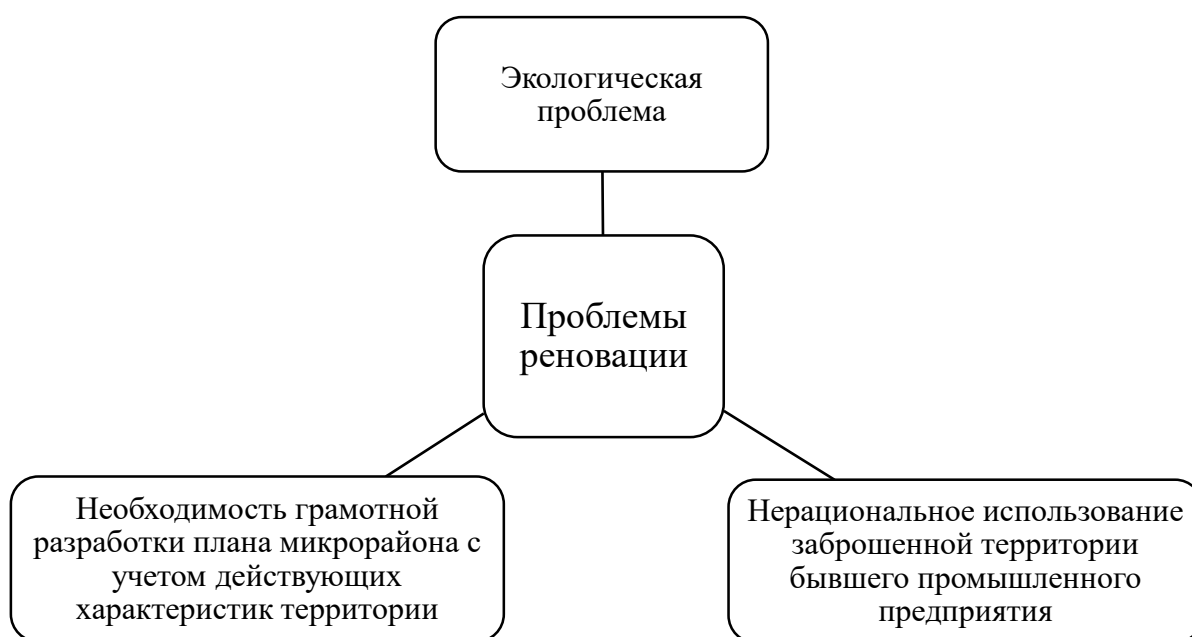 Экологическая
проблема
Проблемы
реновации
Необходимость грамотной
разработки плана микрорайона с
учетом действующих
характеристик территории
Нерациональное использование
заброшенной территории
бывшего промышленного
предприятия